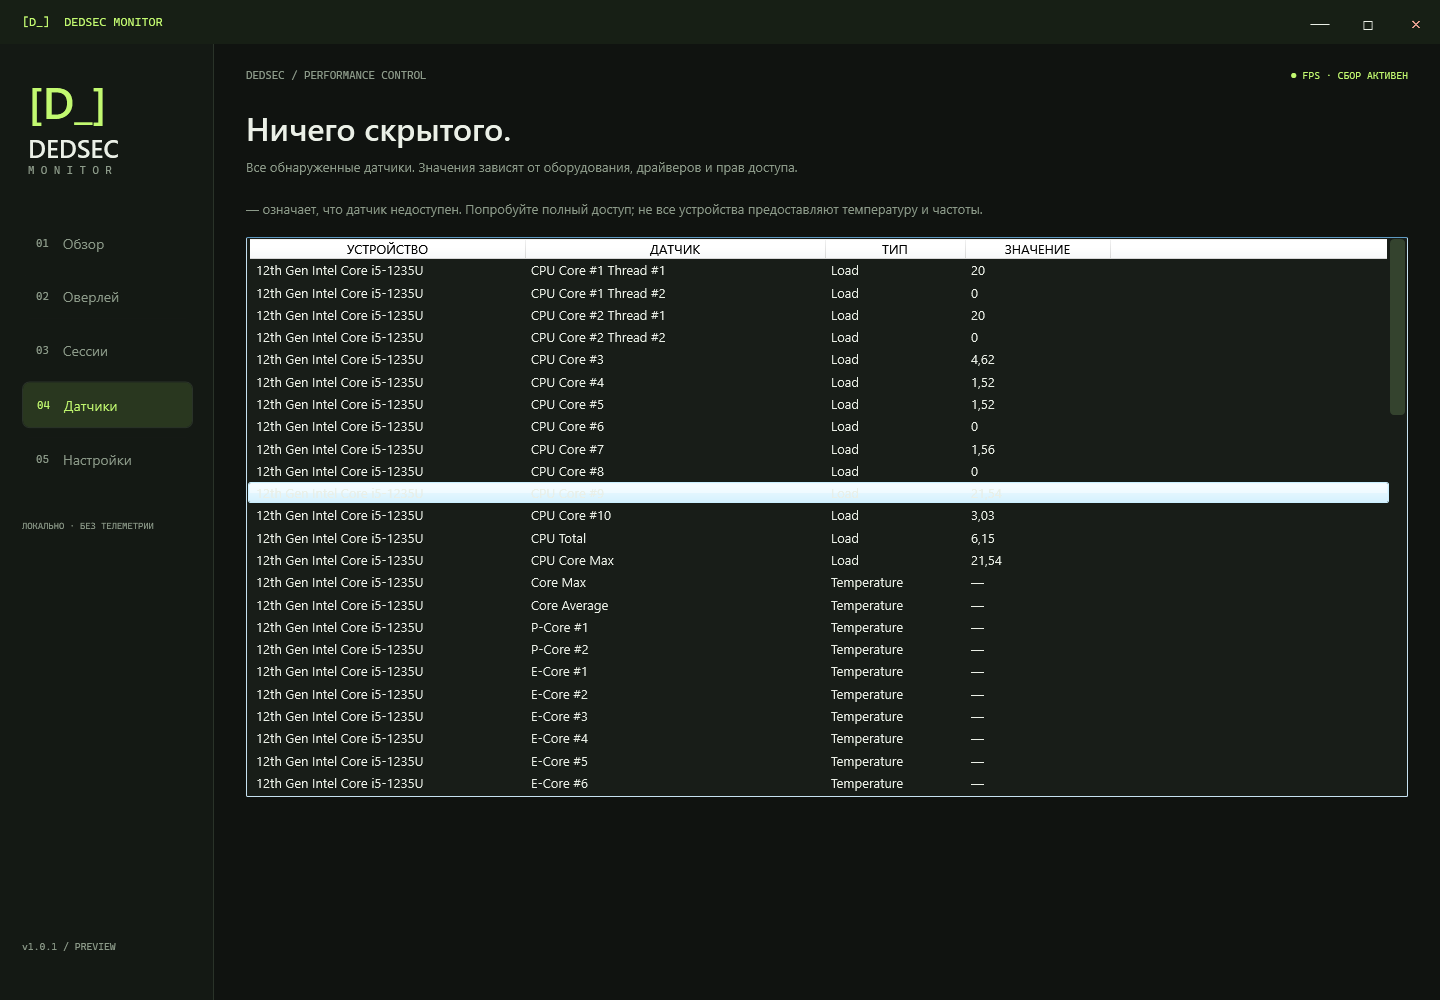 [D_] DEDSEC MONITOR
[D_]
DEDSEC
MONITOR
01 Обзор
02 Оверлей
03 Сессии
04 Датчики
05 Настройки
ЛОКАЛЬНО · БЕЗ ТЕЛЕМЕТРИИ
v1.0.1 / PREVIEW
DEDSEC / PERFORMANCE CONTROL
● FPS · СБОР АКТИВЕН
Ничего скрытого.
Все обнаруженные датчики. Значения зависят от оборудования, драйверов и прав доступа.
— означает, что датчик недоступен. Попробуйте полный доступ; не все устройства предоставляют температуру и частоты.
УСТРОЙСТВО ДАТЧИК ТИП ЗНАЧЕНИЕ
12th Gen Intel Core i5-1235U CPU Core #1 Thread #1 Load 20
12th Gen Intel Core i5-1235U CPU Core #1 Thread #2 Load 0
12th Gen Intel Core i5-1235U CPU Core #2 Thread #1 Load 20
12th Gen Intel Core i5-1235U CPU Core #2 Thread #2 Load 0
12th Gen Intel Core i5-1235U CPU Core #3 Load 4,62
12th Gen Intel Core i5-1235U CPU Core #4 Load 1,52
12th Gen Intel Core i5-1235U CPU Core #5 Load 1,52
12th Gen Intel Core i5-1235U CPU Core #6 Load 0
12th Gen Intel Core i5-1235U CPU Core #7 Load 1,56
12th Gen Intel Core i5-1235U CPU Core #8 Load 0
12th Gen Intel Core i5-1235U CPU Core #9 Load 21,54
12th Gen Intel Core i5-1235U CPU Core #10 Load 3,03
12th Gen Intel Core i5-1235U CPU Total Load 6,15
12th Gen Intel Core i5-1235U CPU Core Max Load 21,54
12th Gen Intel Core i5-1235U Core Max Temperature —
12th Gen Intel Core i5-1235U Core Average Temperature —
12th Gen Intel Core i5-1235U P-Core #1 Temperature —
12th Gen Intel Core i5-1235U P-Core #2 Temperature —
12th Gen Intel Core i5-1235U E-Core #1 Temperature —
12th Gen Intel Core i5-1235U E-Core #2 Temperature —
12th Gen Intel Core i5-1235U E-Core #3 Temperature —
12th Gen Intel Core i5-1235U E-Core #4 Temperature —
12th Gen Intel Core i5-1235U E-Core #5 Temperature —
12th Gen Intel Core i5-1235U E-Core #6 Temperature —